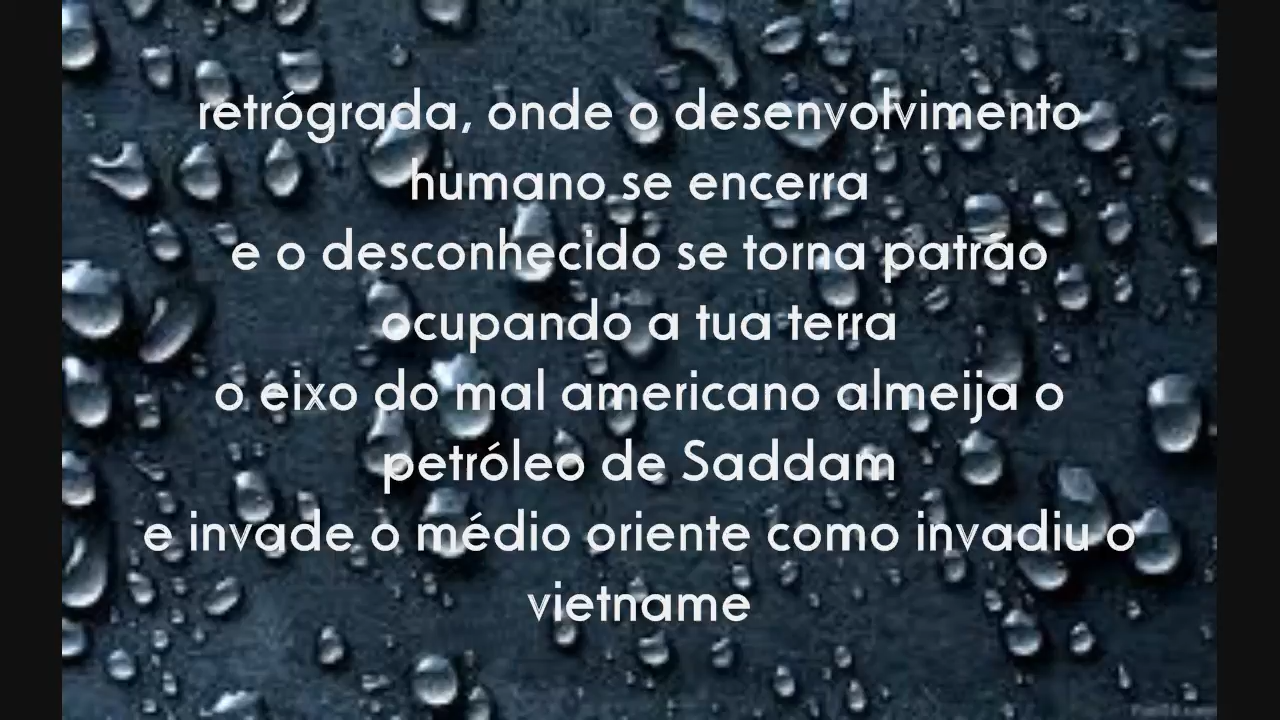 retrógrada, onde o desenvolvimento
humano se encerra
e o desconhecido se torna patrão
ocupando a tua terra
o eixo do mal americano almeija o
petróleo de Saddam
e invade o médio oriente como invadiu o
vietname